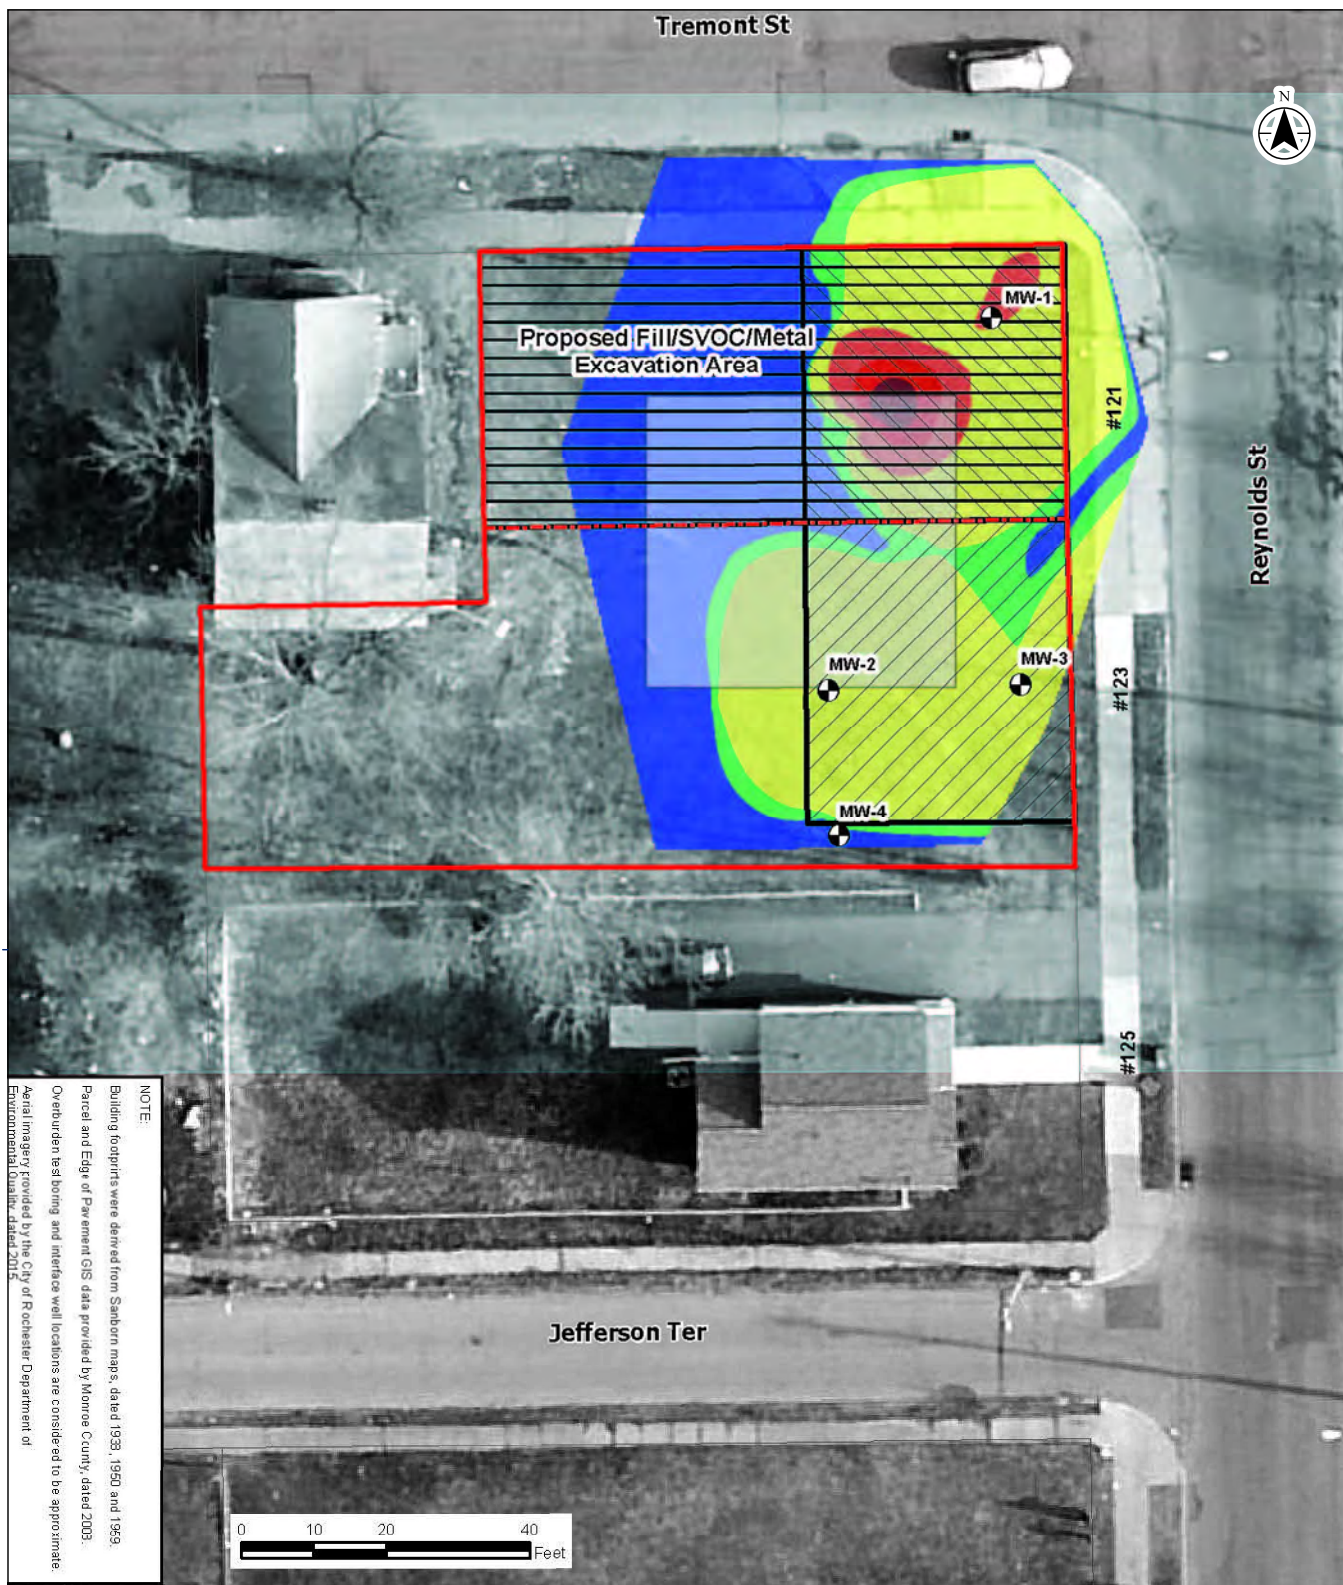 Tremont St
N
MW-1
Proposed Fill/SVOC/Metal
Excavation Area
#121
Reynolds St
MW-2
MW-3
#123
MW-4
#125
NOTE:
Building footprints were derived from Sanborn maps, dated 1938, 1950 and 1959.
Parcel and Edge of Pavement GIS data provided by Monroe County, dated 2003.
Overburden test boring and interface well locations are considered to be approximate.
Aerial imagery provided by the City of Rochester Department of
Environmental Quality, dated 2015
Jefferson Ter
0 10 20 40
Feet